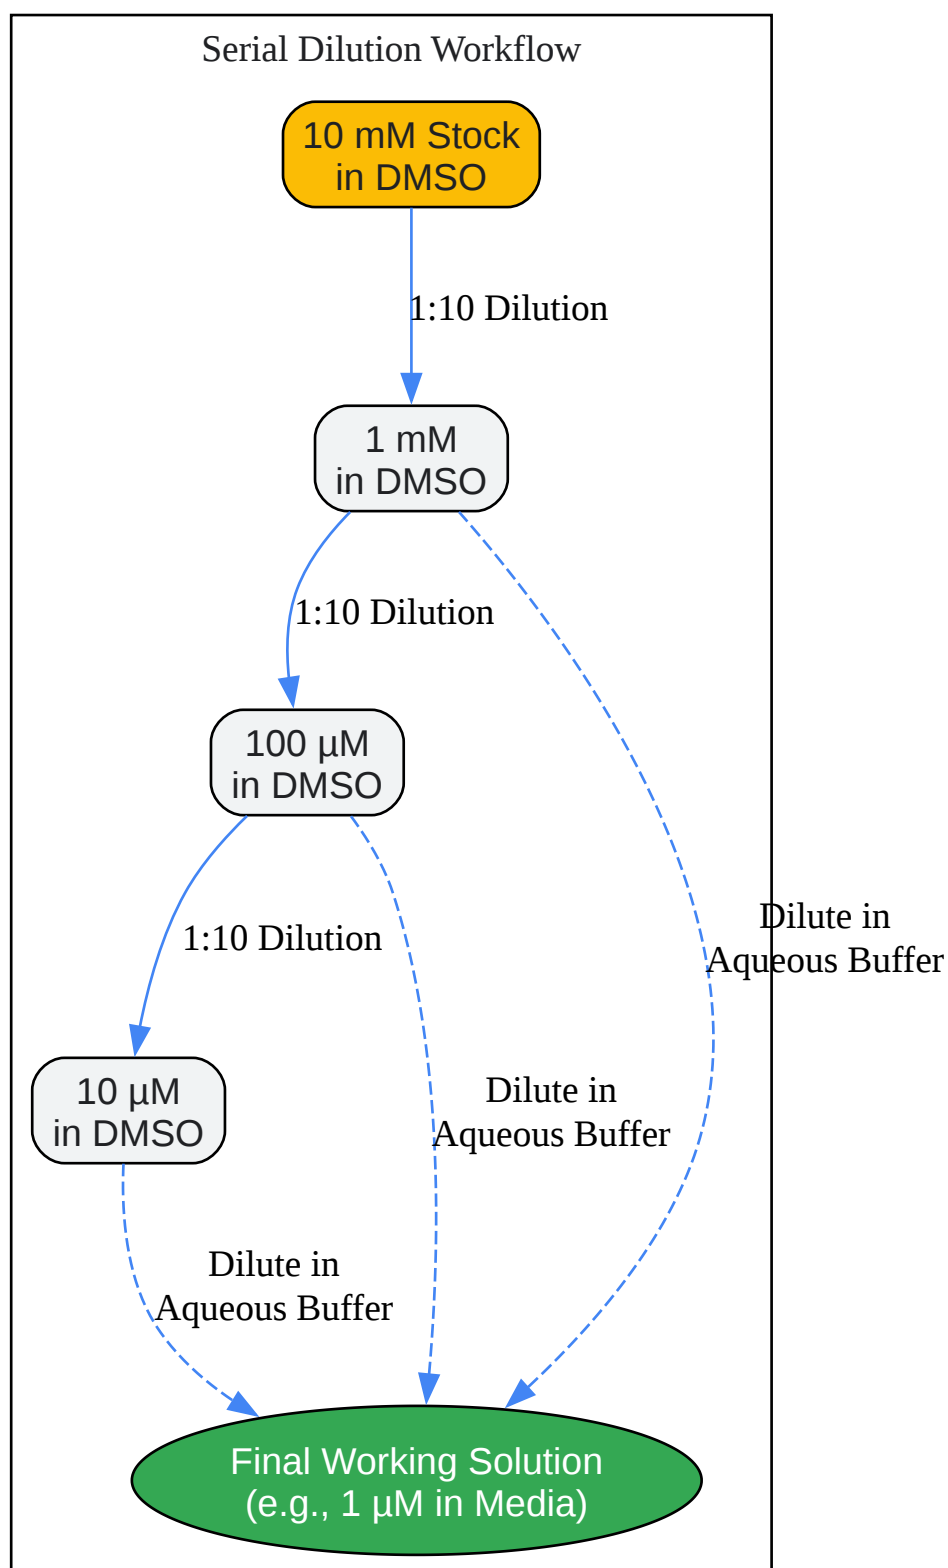 Serial Dilution Workflow
10 mM Stock
in DMSO
1:10 Dilution
1 mM
in DMSO
1:10 Dilution
100 µM
in DMSO
Dilute in
Aqueous Buffer
1:10 Dilution
10 µM
in DMSO
Dilute in
Aqueous Buffer
Dilute in
Aqueous Buffer
Final Working Solution
(e.g., 1 µM in Media)